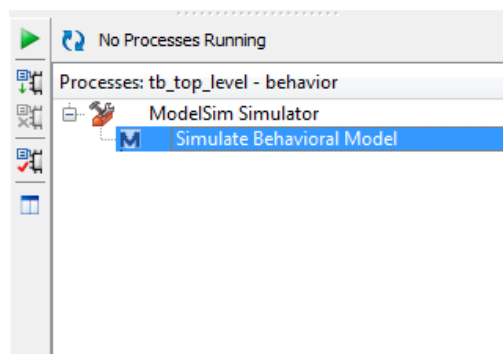 No Processes Running
Processes: tb_top_level - behavior
ModelSim Simulator
M Simulate Behavioral Model